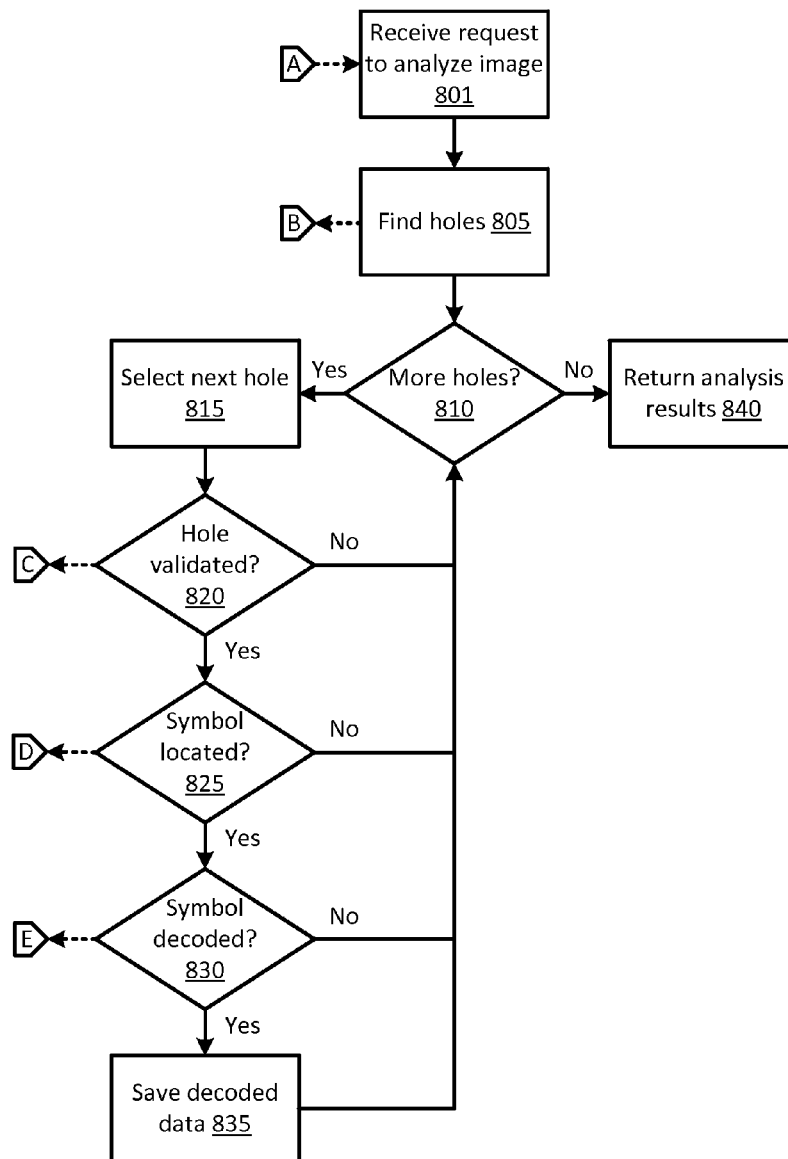 Receive request
to analyze image
801
A
Find holes 805
B
More holes?
810
Yes
No
Select next hole
815
Return analysis
results 840
Hole
validated?
820
C
No
Yes
Symbol
located?
825
D
No
Yes
Symbol
decoded?
830
E
No
Yes
Save decoded
data 835